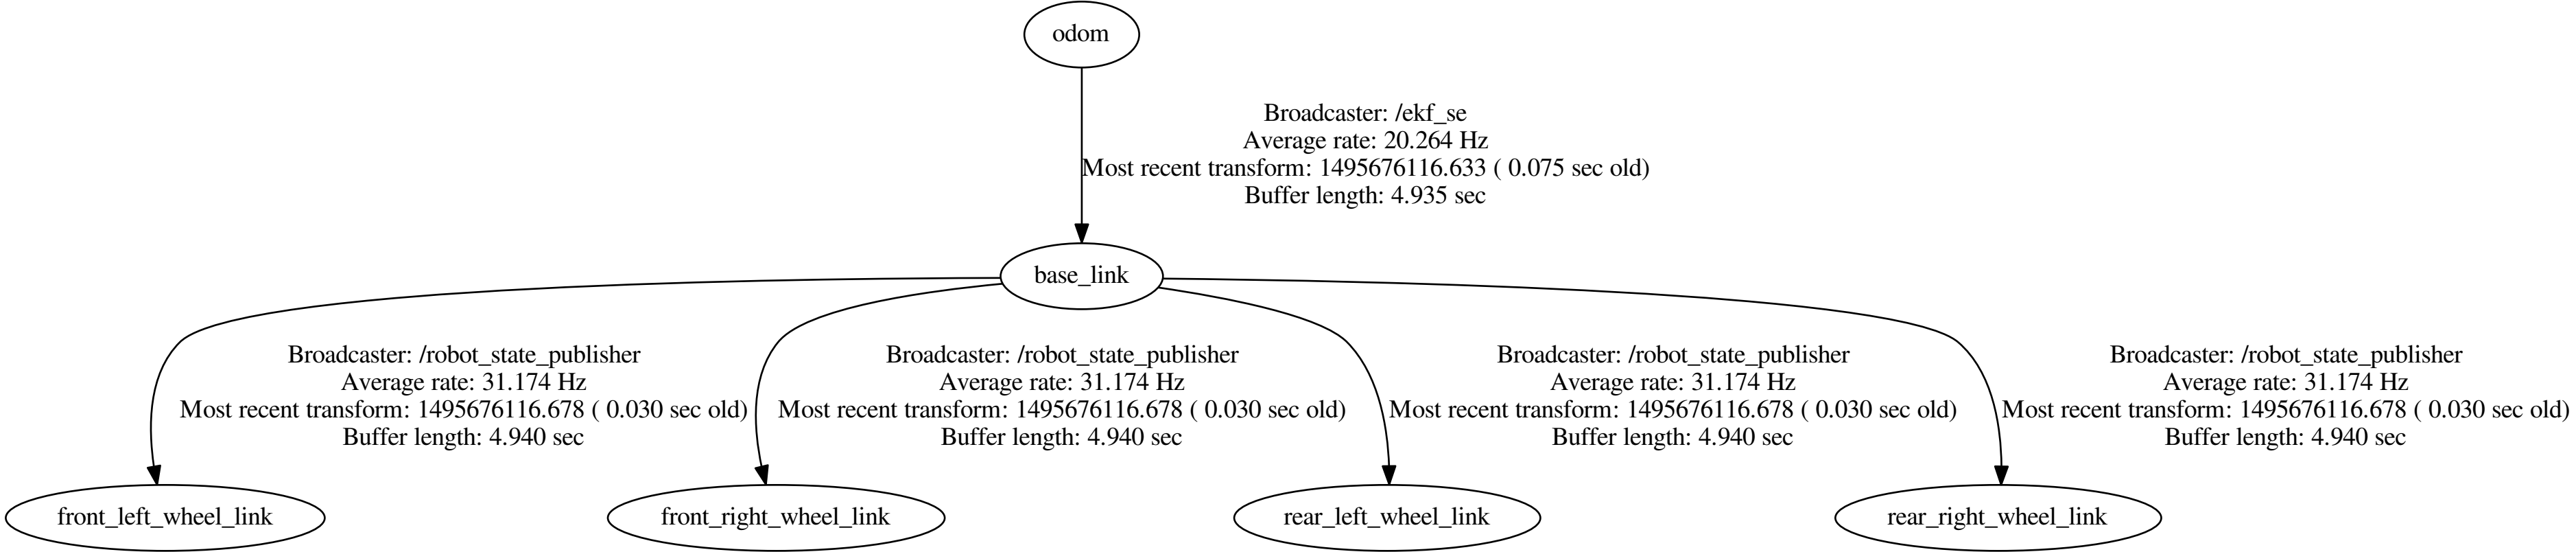 odom
Broadcaster: /ekf_se
Average rate: 20.264 Hz
Most recent transform: 1495676116.633 ( 0.075 sec old)
Buffer length: 4.935 sec
base_link
Broadcaster: /robot_state_publisher
Average rate: 31.174 Hz
Most recent transform: 1495676116.678 ( 0.030 sec old)
Buffer length: 4.940 sec
Broadcaster: /robot_state_publisher
Average rate: 31.174 Hz
Most recent transform: 1495676116.678 ( 0.030 sec old)
Buffer length: 4.940 sec
Broadcaster: /robot_state_publisher
Average rate: 31.174 Hz
Most recent transform: 1495676116.678 ( 0.030 sec old)
Buffer length: 4.940 sec
Broadcaster: /robot_state_publisher
Average rate: 31.174 Hz
Most recent transform: 1495676116.678 ( 0.030 sec old)
Buffer length: 4.940 sec
front_left_wheel_link
front_right_wheel_link
rear_left_wheel_link
rear_right_wheel_link